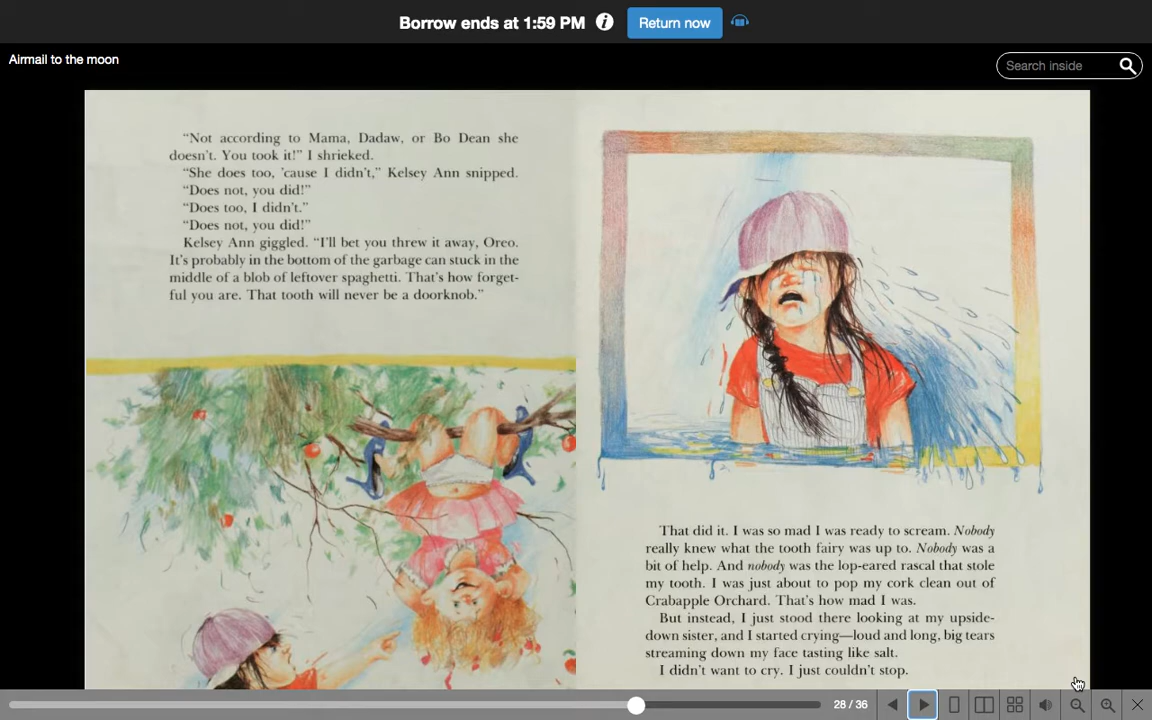 Borrow ends at 1:59 PM
Return now
Airmail to the moon
Search inside
“Not according to Mama, Dadaw, or Bo Dean she
doesn't. You took it!” I shrieked.
“She does too, 'cause I didn't,” Kelsey Ann snipped.
“Does not, you did!”
“Does too, I didn't.”
“Does not, you did!”
Kelsey Ann giggled. “I'll bet you threw it away, Oreo.
It's probably in the bottom of the garbage can stuck in the
middle of a blob of leftover spaghetti. That's how forget-
ful you are. That tooth will never be a doorknob.”
That did it. I was so mad I was ready to scream. Nobody
really knew what the tooth fairy was up to. Nobody was a
bit of help. And nobody was the lop-eared rascal that stole
my tooth. I was just about to pop my cork clean out of
Crabapple Orchard. That's how mad I was.
But instead, I just stood there looking at my upside-
down sister, and I started crying—loud and long, big tears
streaming down my face tasting like salt.
I didn't want to cry. I just couldn't stop.
28 / 36